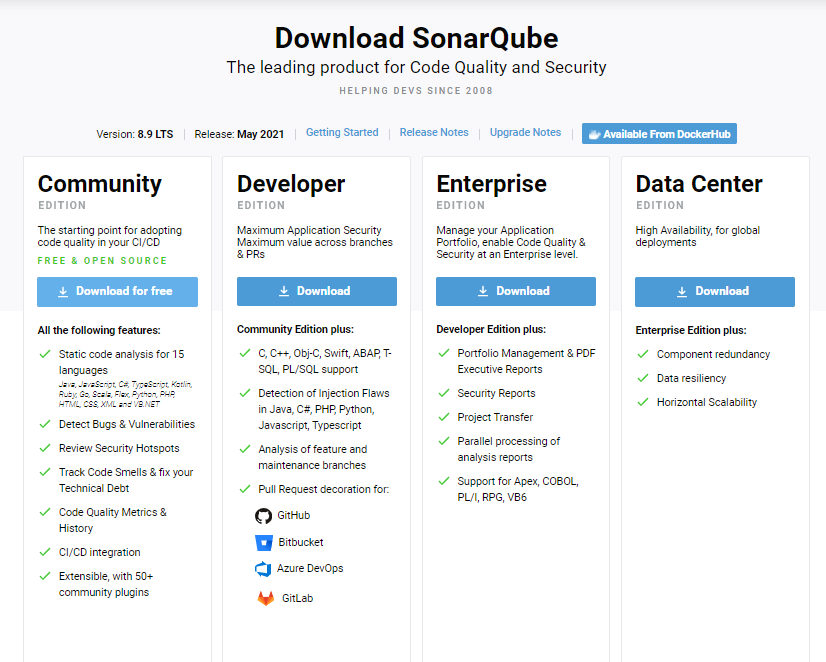 Download SonarQube
The leading product for Code Quality and Security
HELPING DEVS SINCE 2008
Version: 8.9 LTS | Release: May 2021 | Getting Started | Release Notes | Upgrade Notes | Available From DockerHub
Community
EDITION
The starting point for adopting
code quality in your CI/CD
FREE & OPEN SOURCE
Download for free
All the following features:
Static code analysis for 15
languages
Java, JavaScript, C#, TypeScript, Kotlin,
Ruby, Go, Scala, Flex, Python, PHP,
HTML, CSS, XML and VB.NET
Detect Bugs & Vulnerabilities
Review Security Hotspots
Track Code Smells & fix your
Technical Debt
Code Quality Metrics &
History
CI/CD integration
Extensible, with 50+
community plugins
Developer
EDITION
Maximum Application Security
Maximum value across branches
& PRs
Download
Community Edition plus:
C, C++, Obj-C, Swift, ABAP, T-
SQL, PL/SQL support
Detection of Injection Flaws
in Java, C#, PHP, Python,
Javascript, Typescript
Analysis of feature and
maintenance branches
Pull Request decoration for:
GitHub
Bitbucket
Azure DevOps
GitLab
Enterprise
EDITION
Manage your Application
Portfolio, enable Code Quality &
Security at an Enterprise level.
Download
Developer Edition plus:
Portfolio Management & PDF
Executive Reports
Security Reports
Project Transfer
Parallel processing of
analysis reports
Support for Apex, COBOL,
PL/I, RPG, VB6
Data Center
EDITION
High Availability, for global
deployments
Download
Enterprise Edition plus:
Component redundancy
Data resiliency
Horizontal Scalability